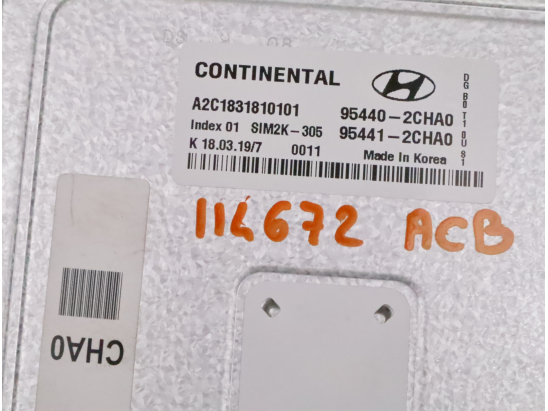 CONTINENTAL
A2C1831810101 95440-2CHA0
Index 01 SIM2K-305 95441-2CHA0
K 18.03.19/7 0011 Made In Korea
114672 ACB
CHA0